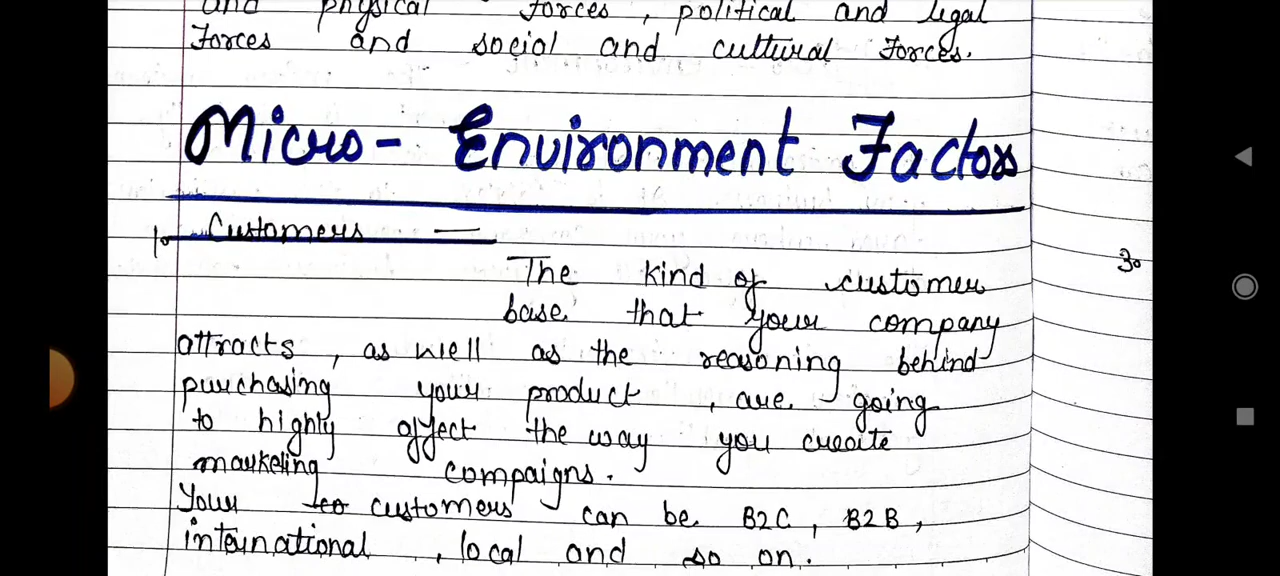 and physical forces, political and legal
forces and social and cultural forces.
Micro- Environment Factors
1. Customers —
The kind of customer
base that your company
attracts, as well as the reasoning behind
purchasing your product, are going
to highly affect the way you create
marketing compaigns.
Your customers can be B2C, B2B,
international, local and so on.
3.